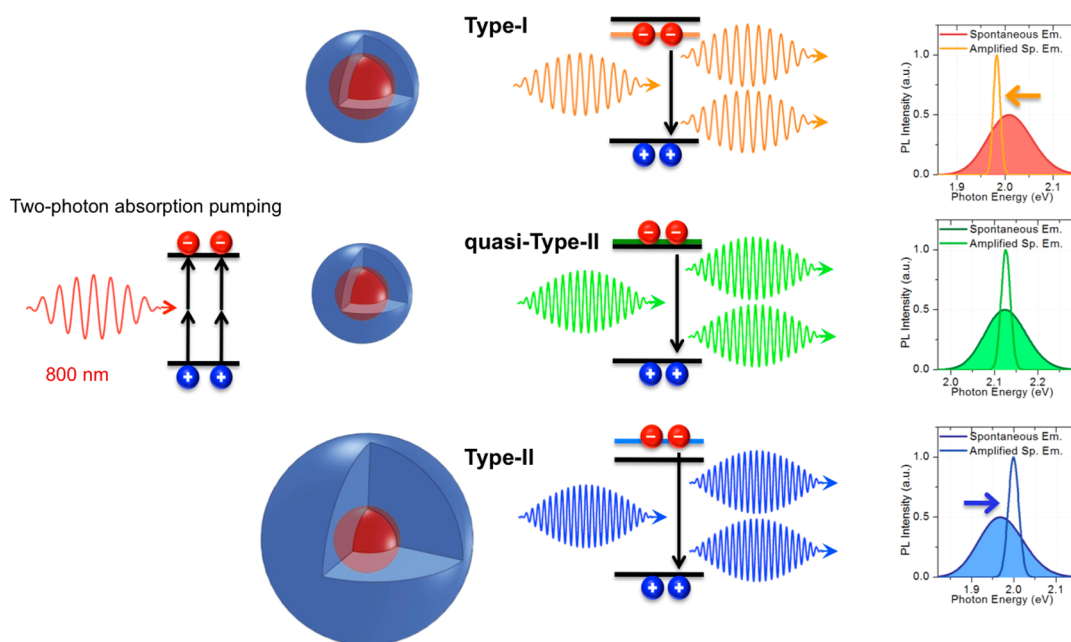 Type-I
Spontaneous Em.
Amplified Sp. Em.
PL Intensity (a.u.)
1.0
0.5
0.0
1.9 2.0 2.1
Photon Energy (eV)
Two-photon absorption pumping
800 nm
quasi-Type-II
Spontaneous Em.
Amplified Sp. Em.
PL Intensity (a.u.)
1.0
0.5
0.0
2.0 2.1 2.2
Photon Energy (eV)
Type-II
Spontaneous Em.
Amplified Sp. Em.
PL Intensity (a.u.)
1.0
0.5
0.0
1.9 2.0 2.1
Photon Energy (eV)